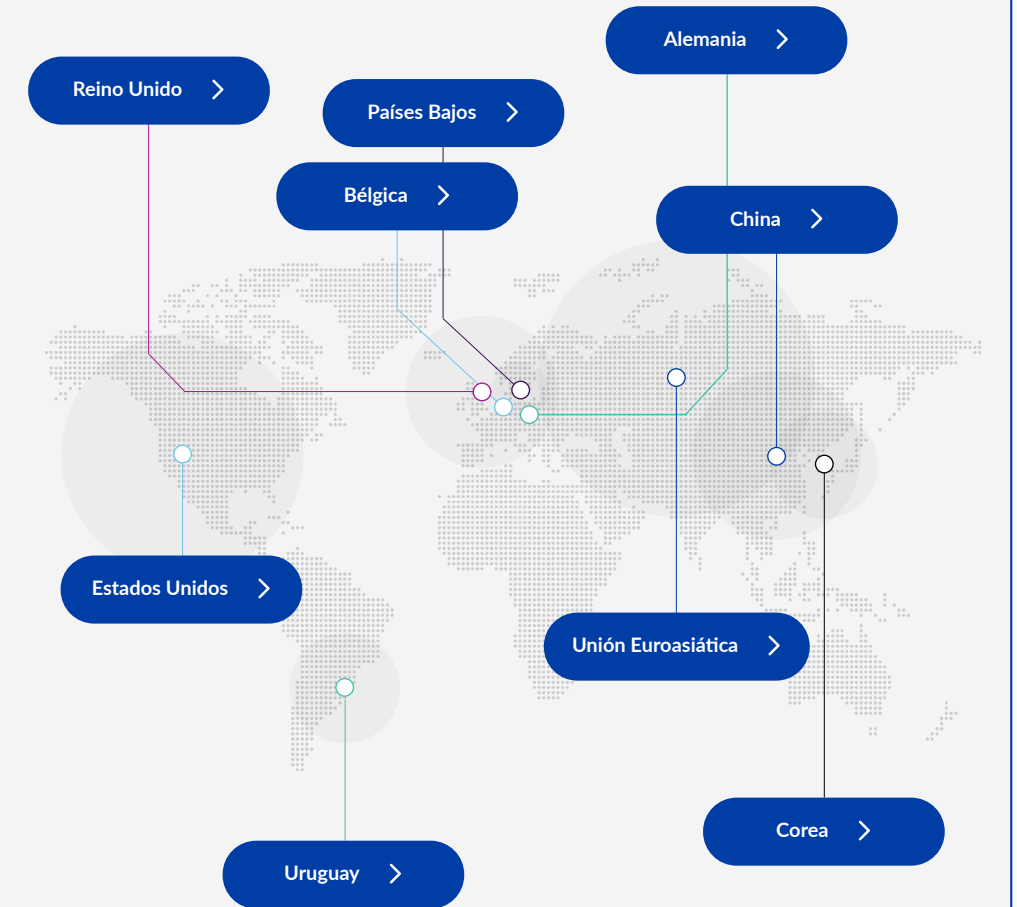 Alemania
Reino Unido
Países Bajos
Bélgica
China
Estados Unidos
Unión Euroasiática
Corea
Uruguay